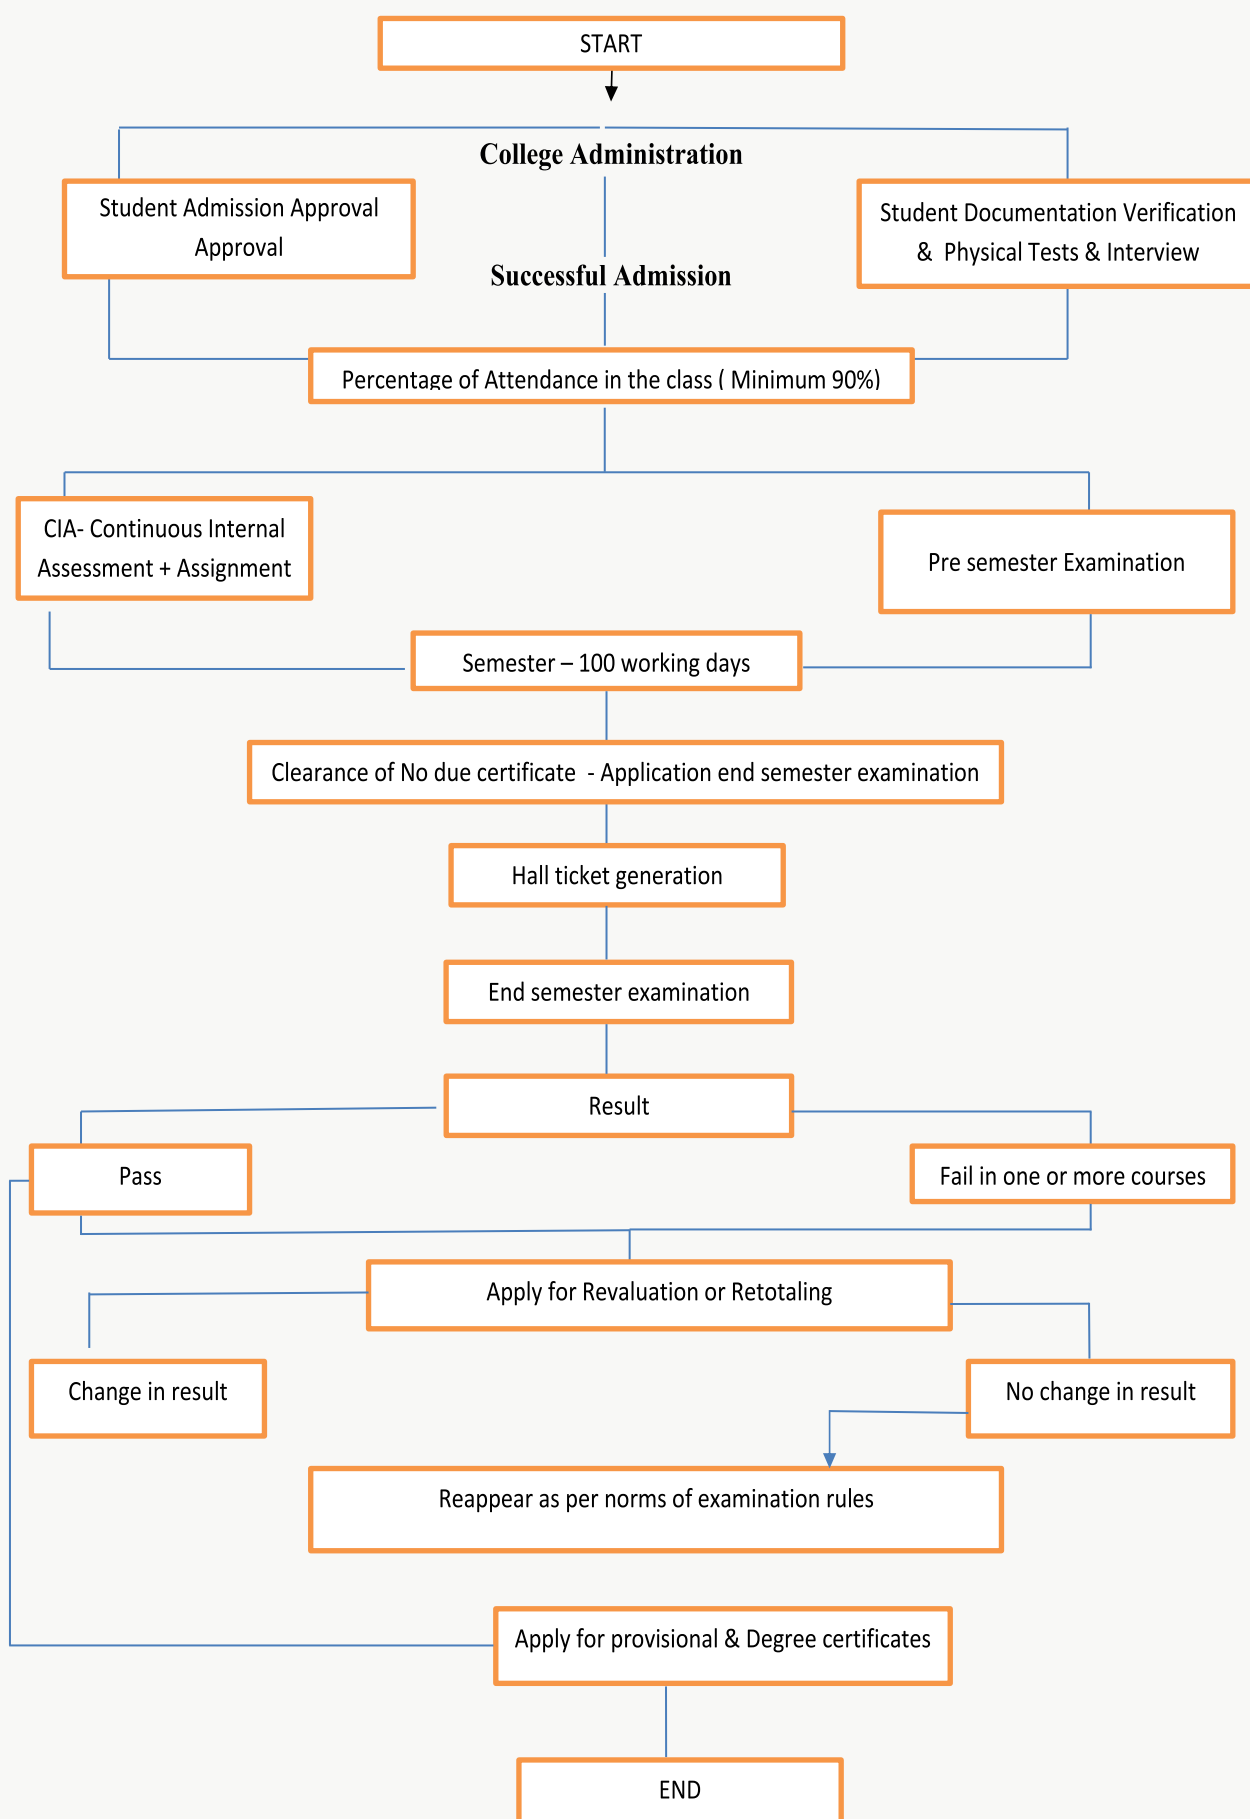 START
College Administration
Student Admission Approval
Approval
Student Documentation Verification
& Physical Tests & Interview
Successful Admission
Percentage of Attendance in the class ( Minimum 90%)
CIA- Continuous Internal
Assessment + Assignment
Pre semester Examination
Semester – 100 working days
Clearance of No due certificate - Application end semester examination
Hall ticket generation
End semester examination
Result
Pass
Fail in one or more courses
Apply for Revaluation or Retotaling
Change in result
No change in result
Reappear as per norms of examination rules
Apply for provisional & Degree certificates
END